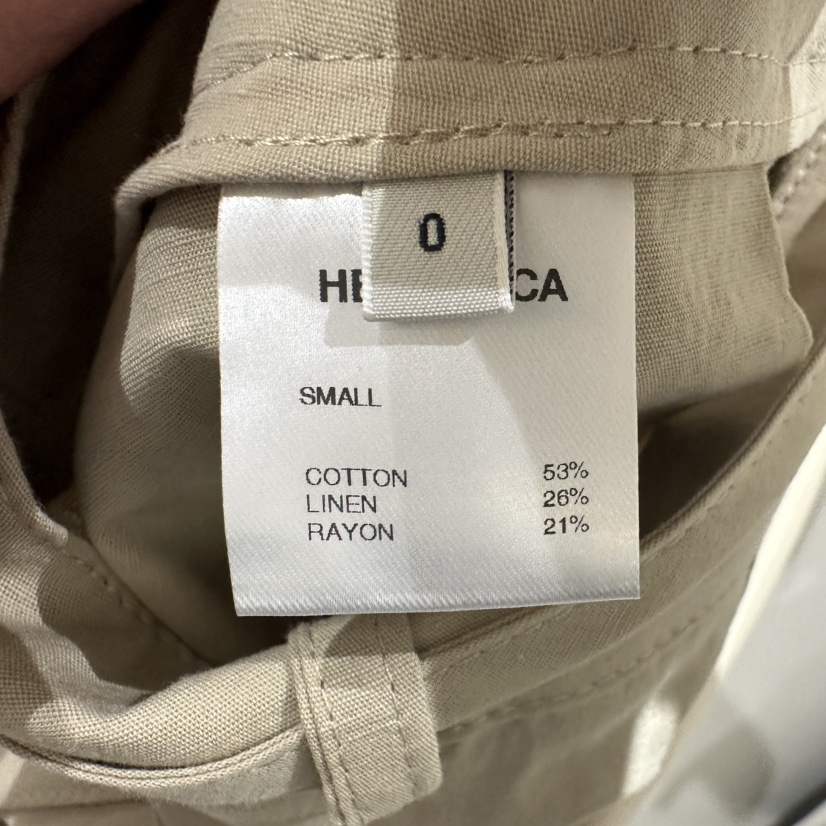 0
SMALL
COTTON 53%
LINEN 26%
RAYON 21%